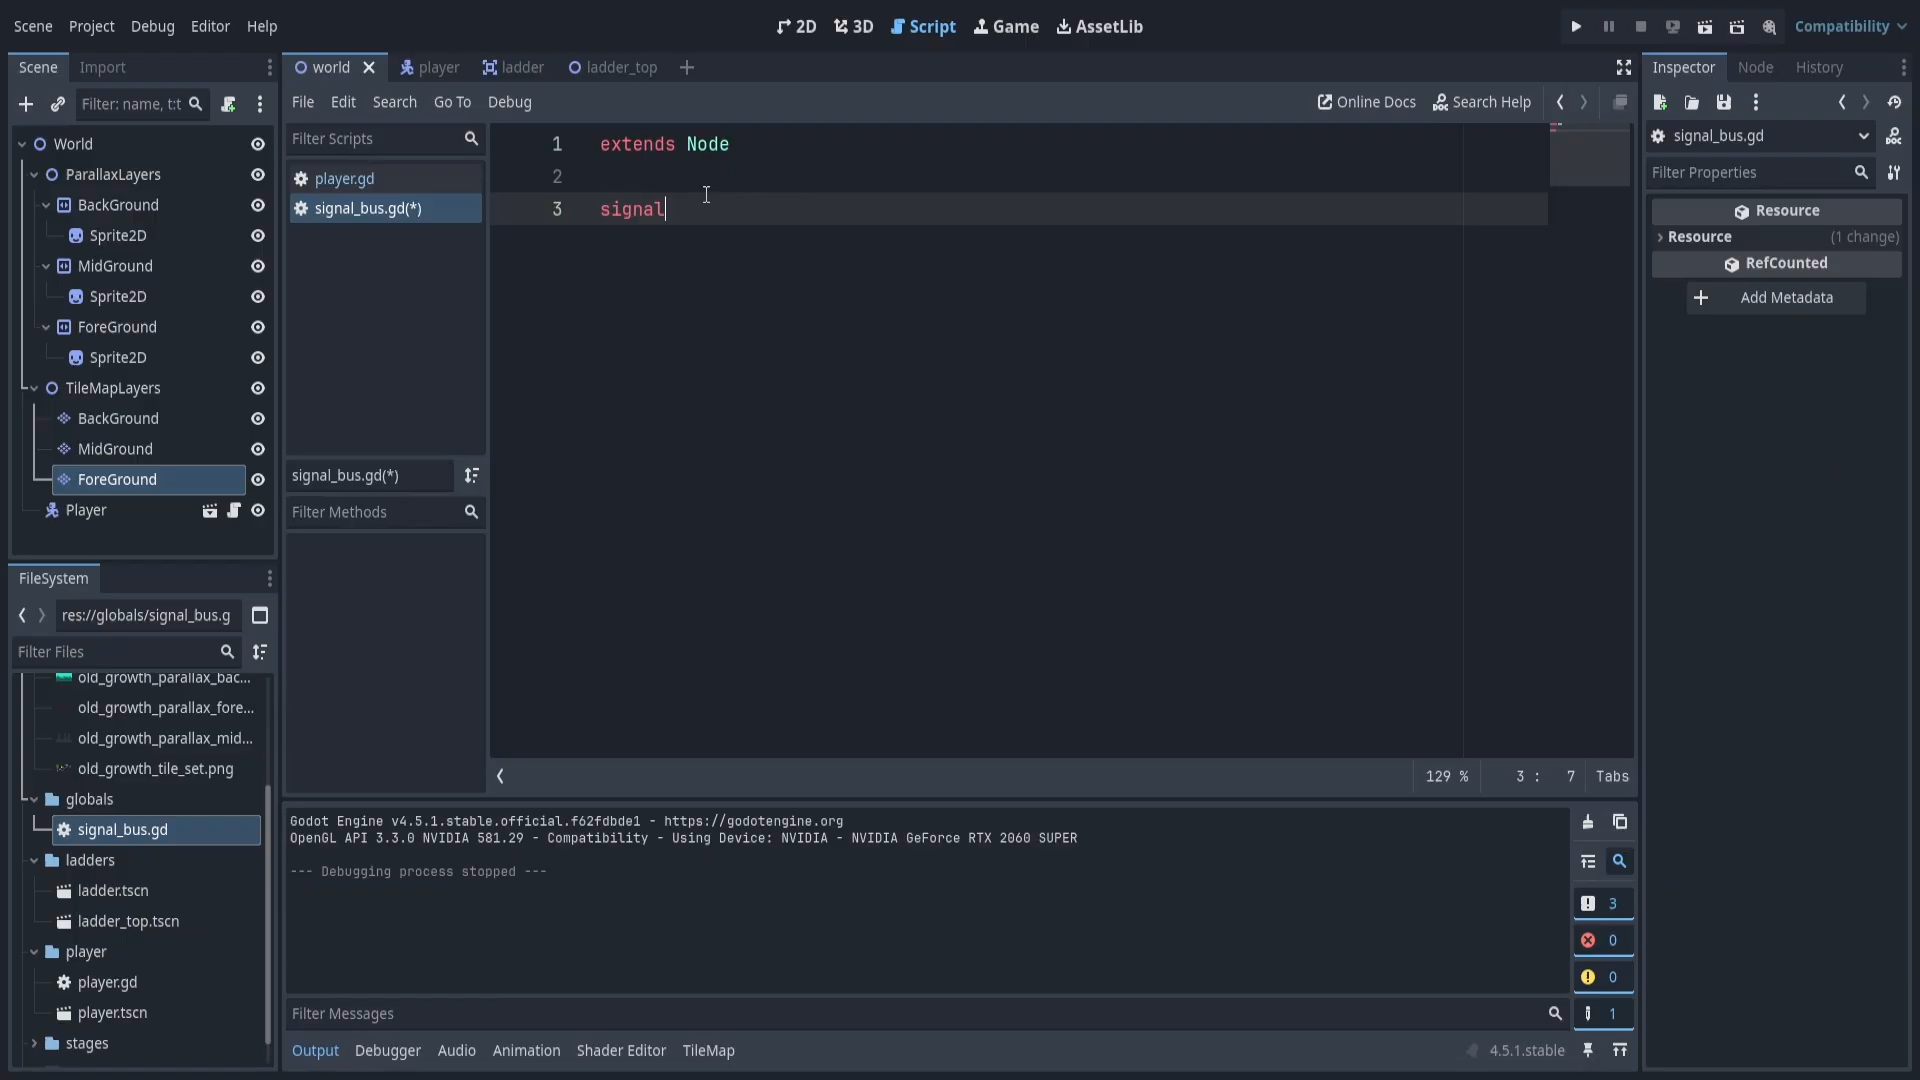 Scene Project Debug Editor Help
2D 3D Script Game AssetLib
Compatibility
Scene Import
Filter: name, t:t
World
ParallaxLayers
BackGround
Sprite2D
MidGround
Sprite2D
ForeGround
Sprite2D
TileMapLayers
BackGround
MidGround
ForeGround
Player
FileSystem
res://globals/signal_bus.g
Filter Files
old_growth_parallax_bac...
old_growth_parallax_fore...
old_growth_parallax_mid...
old_growth_tile_set.png
globals
signal_bus.gd
ladders
ladder.tscn
ladder_top.tscn
player
player.gd
player.tscn
stages
world player ladder ladder_top
File Edit Search Go To Debug
Online Docs Search Help
Filter Scripts
player.gd
signal_bus.gd(*)
signal_bus.gd(*)
Filter Methods
1 extends Node
2
3 signal
129 % 3 : 7 Tabs
Godot Engine v4.5.1.stable.official.f62fdbde1 - https://godotengine.org
OpenGL API 3.3.0 NVIDIA 581.29 - Compatibility - Using Device: NVIDIA - NVIDIA GeForce RTX 2060 SUPER
--- Debugging process stopped ---
3
0
0
1
Filter Messages
Output Debugger Audio Animation Shader Editor TileMap
4.5.1.stable
Inspector Node History
signal_bus.gd
Filter Properties
Resource
Resource (1 change)
RefCounted
Add Metadata